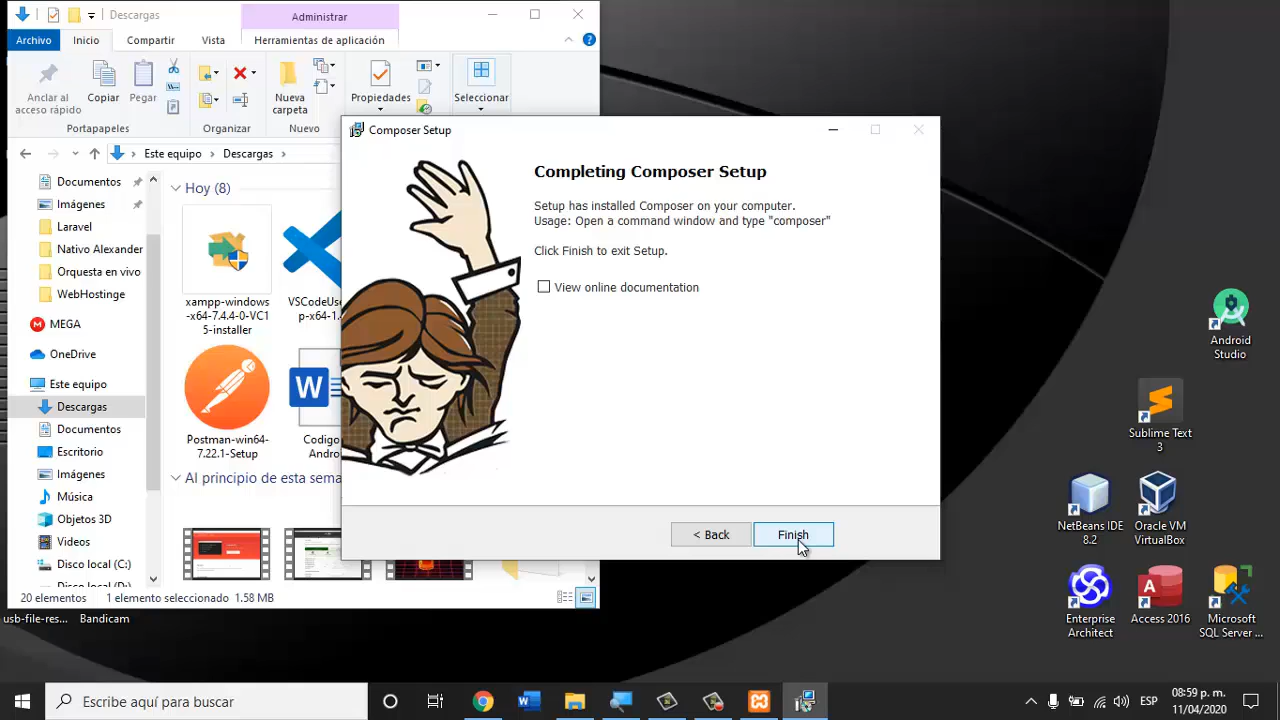 Descargas
Administrar
Archivo
Inicio
Compartir
Vista
Herramientas de aplicación
Anclar al
acceso rápido
Copiar
Pegar
Nueva
carpeta
Propiedades
Seleccionar
Portapapeles
Organizar
Nuevo
Este equipo
Descargas
Documentos
Imágenes
Laravel
Nativo Alexander
Orquesta en vivo
WebHostinge
MEGA
OneDrive
Este equipo
Descargas
Documentos
Escritorio
Imágenes
Música
Objetos 3D
Videos
Disco local (C:)
Disco local (D:)
Hoy (8)
xampp-windows
-x64-7.4.4-0-VC1
5-installer
VSCodeUse
p-x64-1.
Postman-win64-
7.22.1-Setup
Codigo
Andro
Al principio de esta sema
20 elementos
1 elemento seleccionado 1.58 MB
Composer Setup
Completing Composer Setup
Setup has installed Composer on your computer.
Usage: Open a command window and type "composer"
Click Finish to exit Setup.
View online documentation
< Back
Finish
usb-file-res...
Bandicam
Android
Studio
Sublime Text
3
NetBeans IDE
8.2
Oracle VM
VirtualBox
Enterprise
Architect
Access 2016
Microsoft
SQL Server ...
Escribe aquí para buscar
ESP
08:59 p. m.
11/04/2020